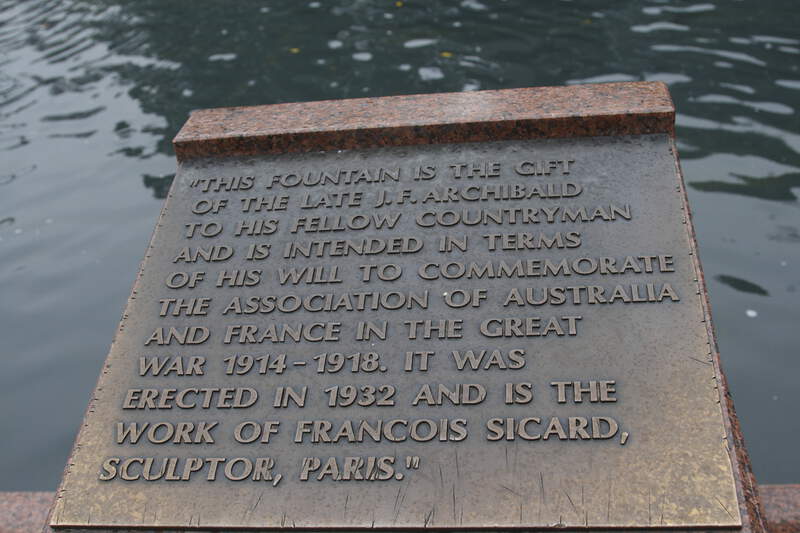 "THIS FOUNTAIN IS THE GIFT
OF THE LATE J.F. ARCHIBALD
TO HIS FELLOW COUNTRYMAN
AND IS INTENDED IN TERMS
OF HIS WILL TO COMMEMORATE
THE ASSOCIATION OF AUSTRALIA
AND FRANCE IN THE GREAT
WAR 1914-1918. IT WAS
ERECTED IN 1932 AND IS THE
WORK OF FRANCOIS SICARD,
SCULPTOR, PARIS."